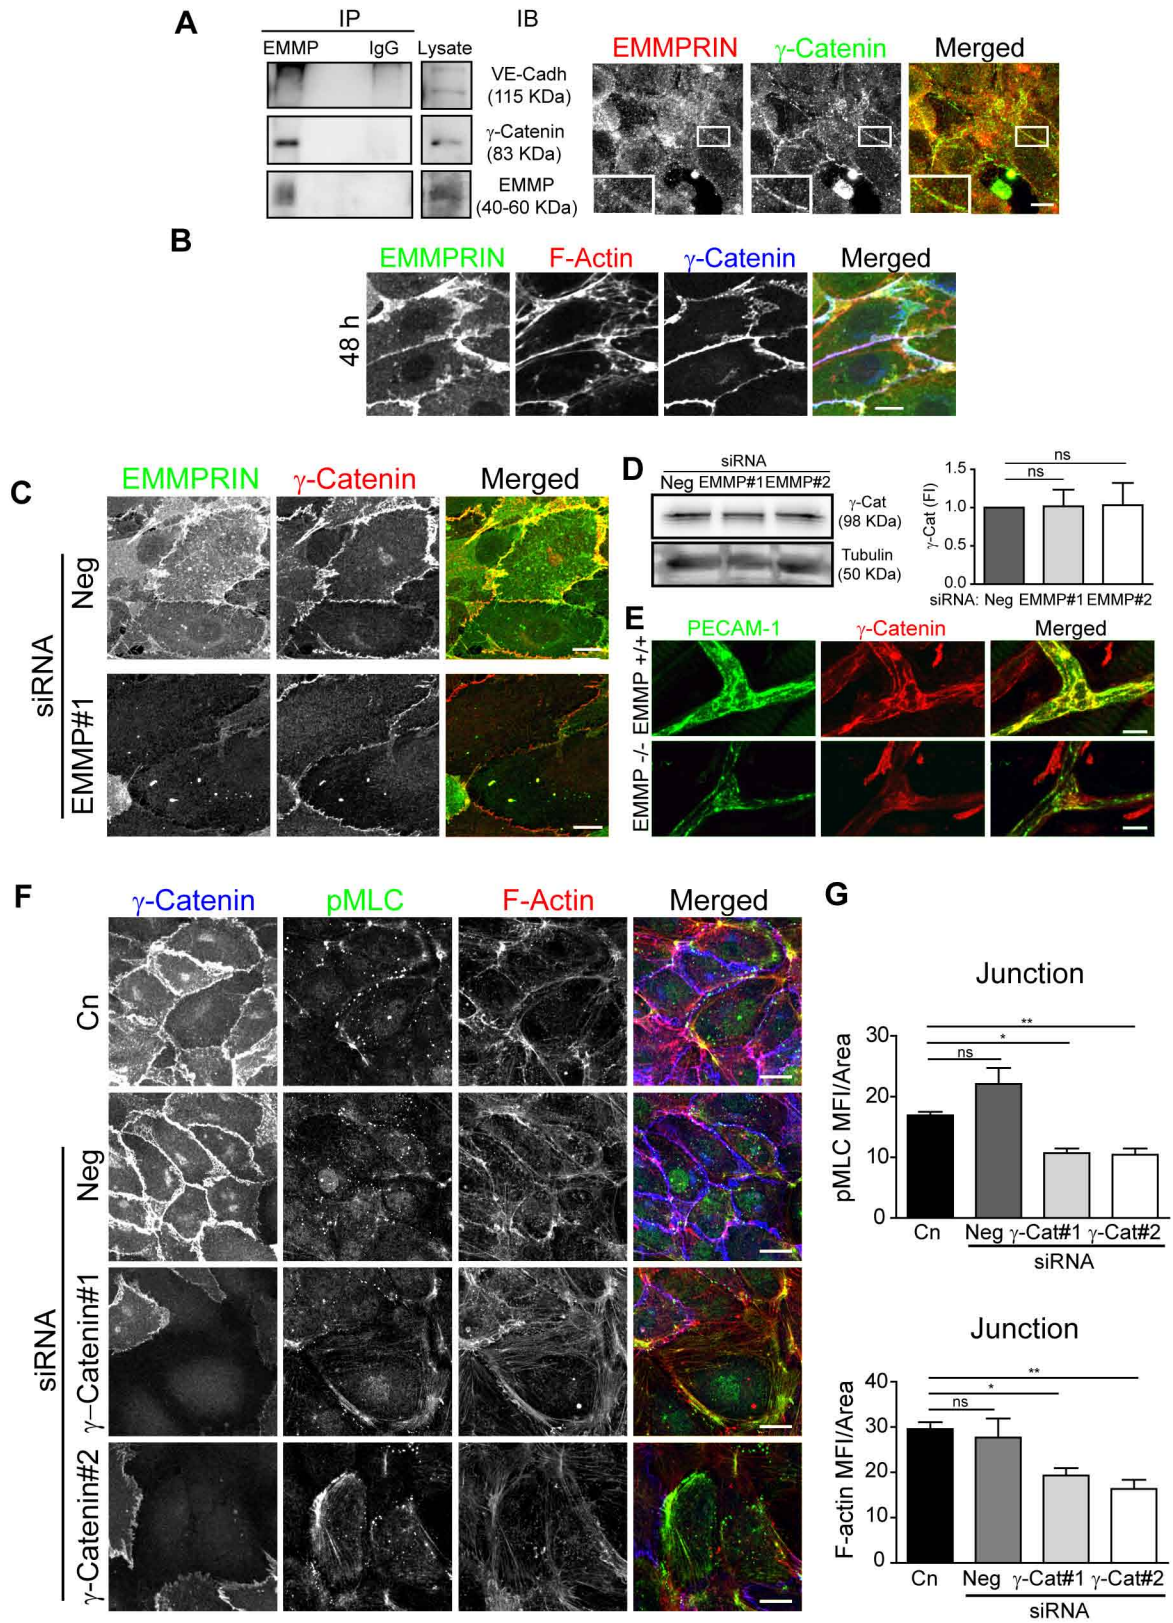 A
IP
IB
EMMP
IgG
Lysate
VE-Cadh
(115 KDa)
γ-Catenin
(83 KDa)
EMMP
(40-60 KDa)
EMMPRIN
γ-Catenin
Merged
B
EMMPRIN
F-Actin
γ-Catenin
Merged
48 h
C
EMMPRIN
γ-Catenin
Merged
siRNA
Neg
EMMP#1
D
siRNA
Neg EMMP#1 EMMP#2
γ-Cat
(98 KDa)
Tubulin
(50 KDa)
γ-Cat (FI)
1.5
1.0
0.5
0.0
ns
ns
siRNA: Neg EMMP#1 EMMP#2
E
PECAM-1
γ-Catenin
Merged
EMMP +/+
EMMP -/-
F
γ-Catenin
pMLC
F-Actin
Merged
Cn
siRNA
Neg
γ-Catenin#1
γ-Catenin#2
G
Junction
pMLC MFI/Area
30
20
10
0
**
*
ns
Cn
Neg γ-Cat#1 γ-Cat#2
siRNA
Junction
F-actin MFI/Area
40
30
20
10
0
**
*
ns
Cn
Neg γ-Cat#1 γ-Cat#2
siRNA